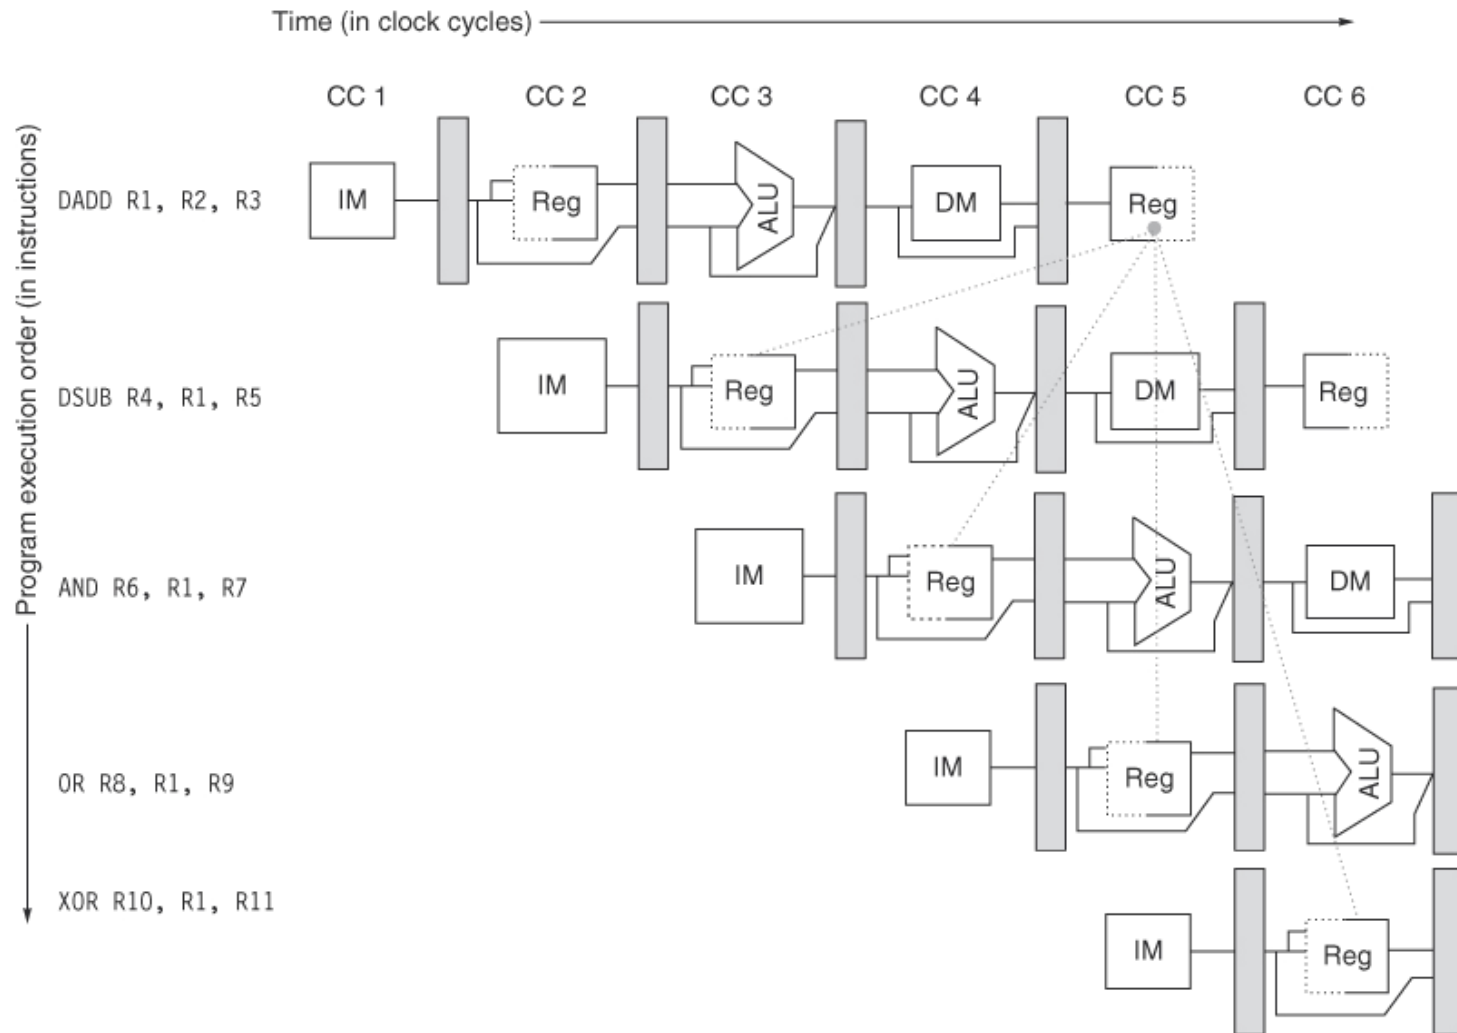 Time (in clock cycles)
CC 1 CC 2 CC 3 CC 4 CC 5 CC 6
Program execution order (in instructions)
DADD R1, R2, R3 IM Reg ALU DM Reg
DSUB R4, R1, R5 IM Reg ALU DM Reg
AND R6, R1, R7 IM Reg ALU DM
OR R8, R1, R9 IM Reg ALU
XOR R10, R1, R11 IM Reg